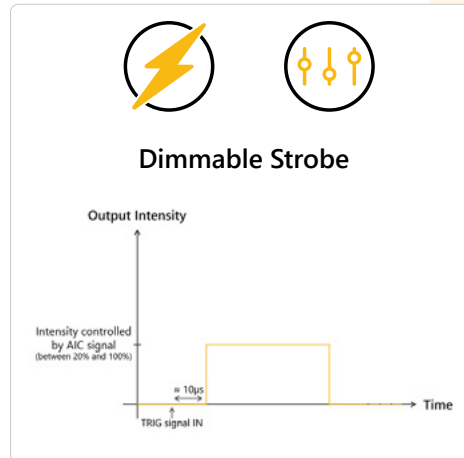 Dimmable Strobe
Output Intensity
Intensity controlled
by AIC signal
(between 20% and 100%)
≈ 10µs
Time
TRIG signal IN